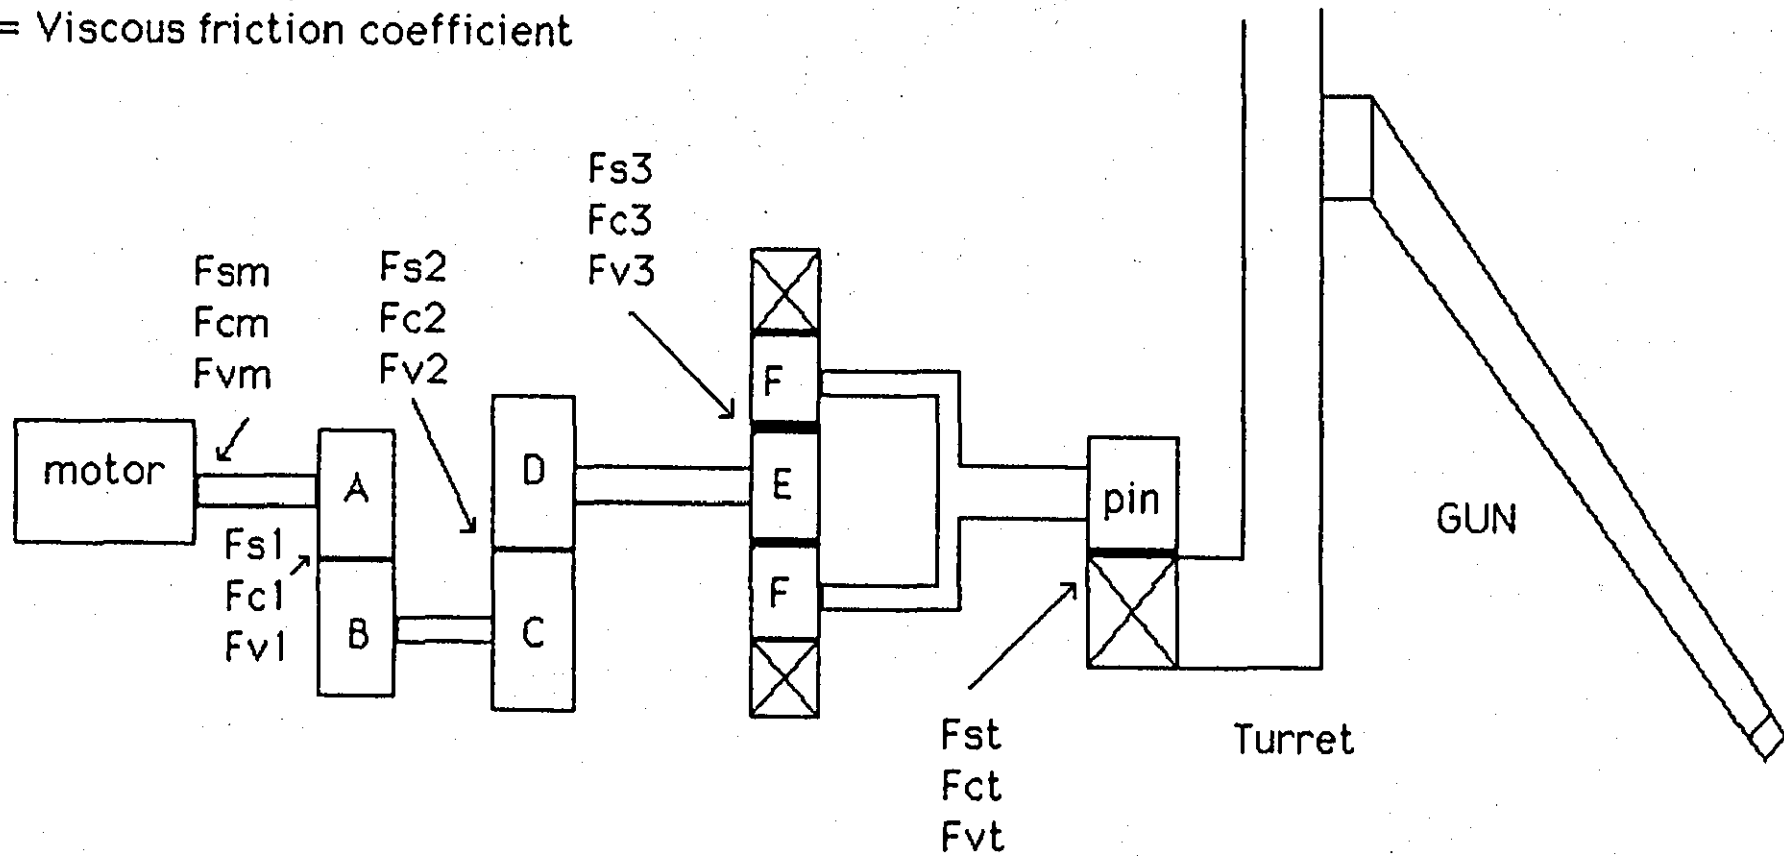 = Viscous friction coefficient
Fs3
Fc3
Fv3
Fsm
Fcm
Fvm
Fs2
Fc2
Fv2
motor
A
D
F
E
pin
GUN
Fs1
Fc1
Fv1
B
C
F
Fst
Fct
Fvt
Turret